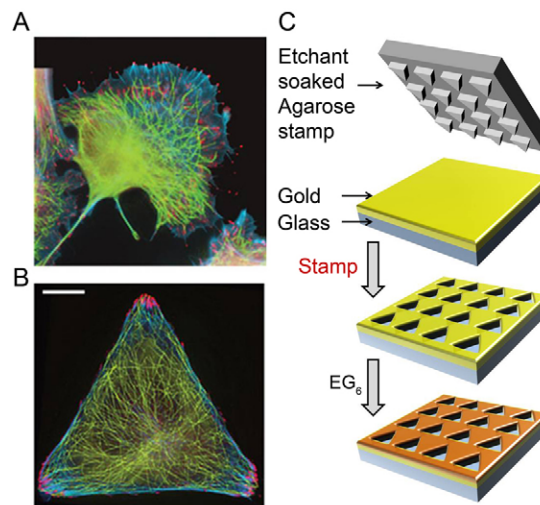 A
C
Etchant
soaked
Agarose
stamp
Gold
Glass
Stamp
B
EG₆